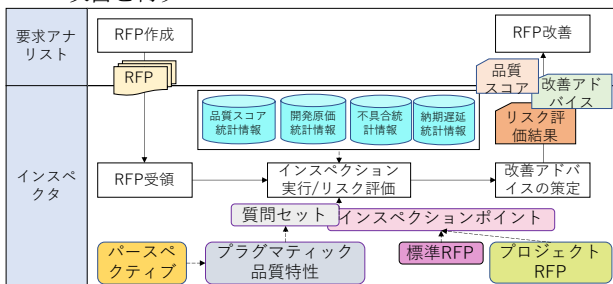 要求アナ
リスト
RFP作成
RFP
RFP改善
品質
スコア
改善アド
バイス
リスク評
価結果
インスペ
クタ
品質スコア
統計情報
開発原価
統計情報
不具合統
計情報
納期遅延
統計情報
RFP受領
インスペクション
実行/リスク評価
改善アドバ
イスの策定
質問セット
インスペクションポイント
パースペ
クティブ
プラグマティック
品質特性
標準RFP
プロジェクト
RFP